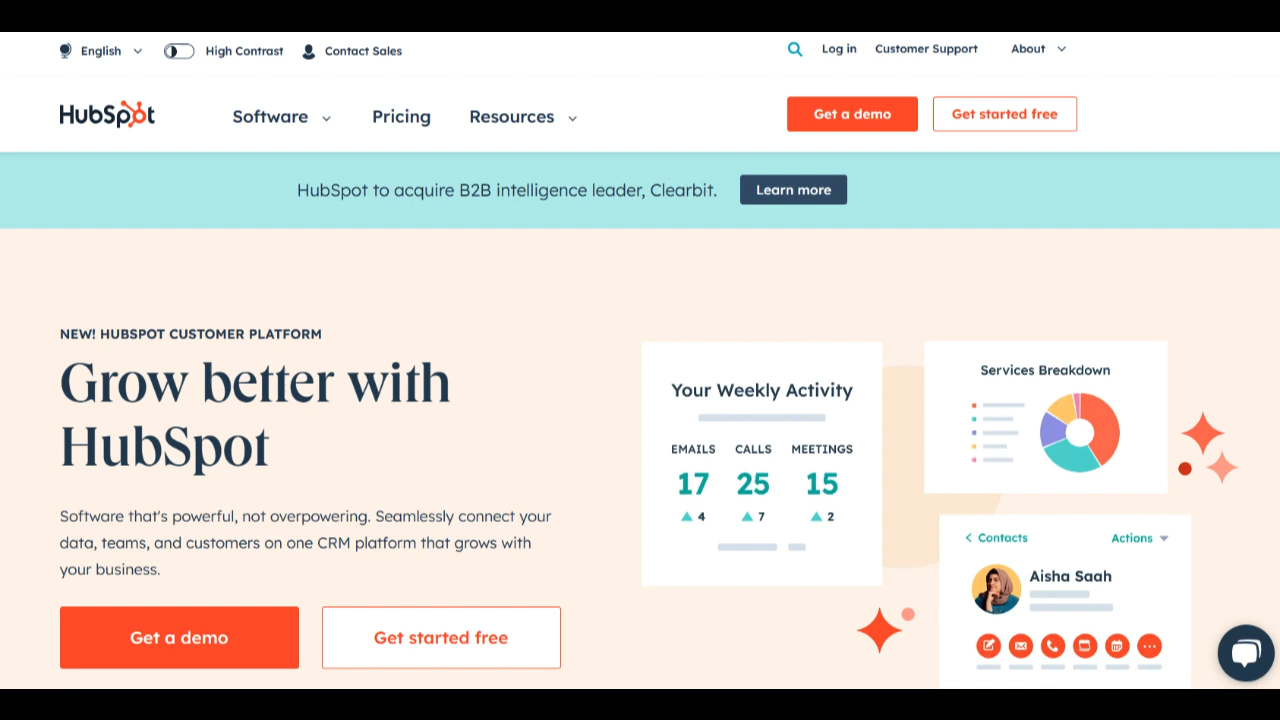 English
High Contrast
Contact Sales
Log in
Customer Support
About
HubSpot
Software
Pricing
Resources
Get a demo
Get started free
HubSpot to acquire B2B intelligence leader, Clearbit.
Learn more
NEW! HUBSPOT CUSTOMER PLATFORM
Grow better with
HubSpot
Software that's powerful, not overpowering. Seamlessly connect your
data, teams, and customers on one CRM platform that grows with
your business.
Get a demo
Get started free
Your Weekly Activity
EMAILS CALLS MEETINGS
17 25 15
4 7 2
Services Breakdown
< Contacts
Actions
Aisha Saah